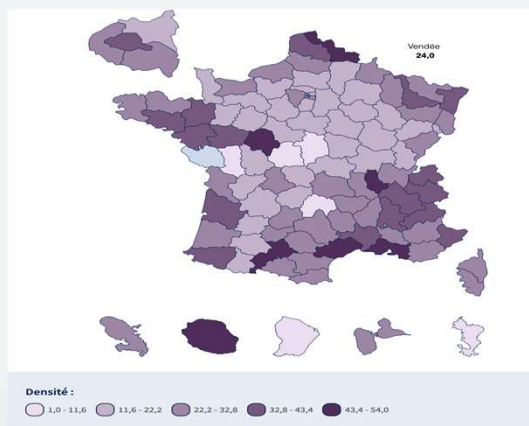 Vendée
24,0
Densité :
1,0 - 11,6
11,6 - 22,2
22,2 - 32,8
32,8 - 43,4
43,4 - 54,0